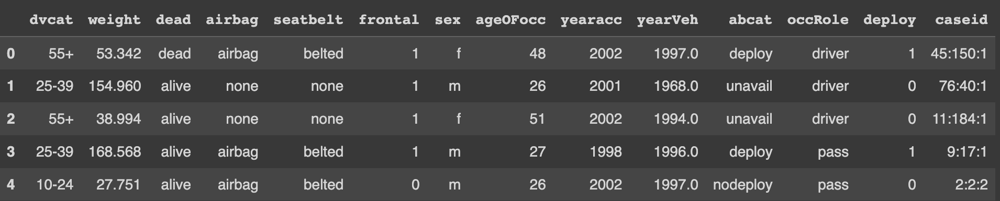 dvcat weight dead airbag seatbelt frontal sex ageOFocc yearacc yearVeh abcat occRole deploy caseid
0 55+ 53.342 dead airbag belted 1 f 48 2002 1997.0 deploy driver 1 45:150:1
1 25-39 154.960 alive none none 1 m 26 2001 1968.0 unavail driver 0 76:40:1
2 55+ 38.994 alive none none 1 f 51 2002 1994.0 unavail driver 0 11:184:1
3 25-39 168.568 alive airbag belted 1 m 27 1998 1996.0 deploy pass 1 9:17:1
4 10-24 27.751 alive airbag belted 0 m 26 2002 1997.0 nodeploy pass 0 2:2:2